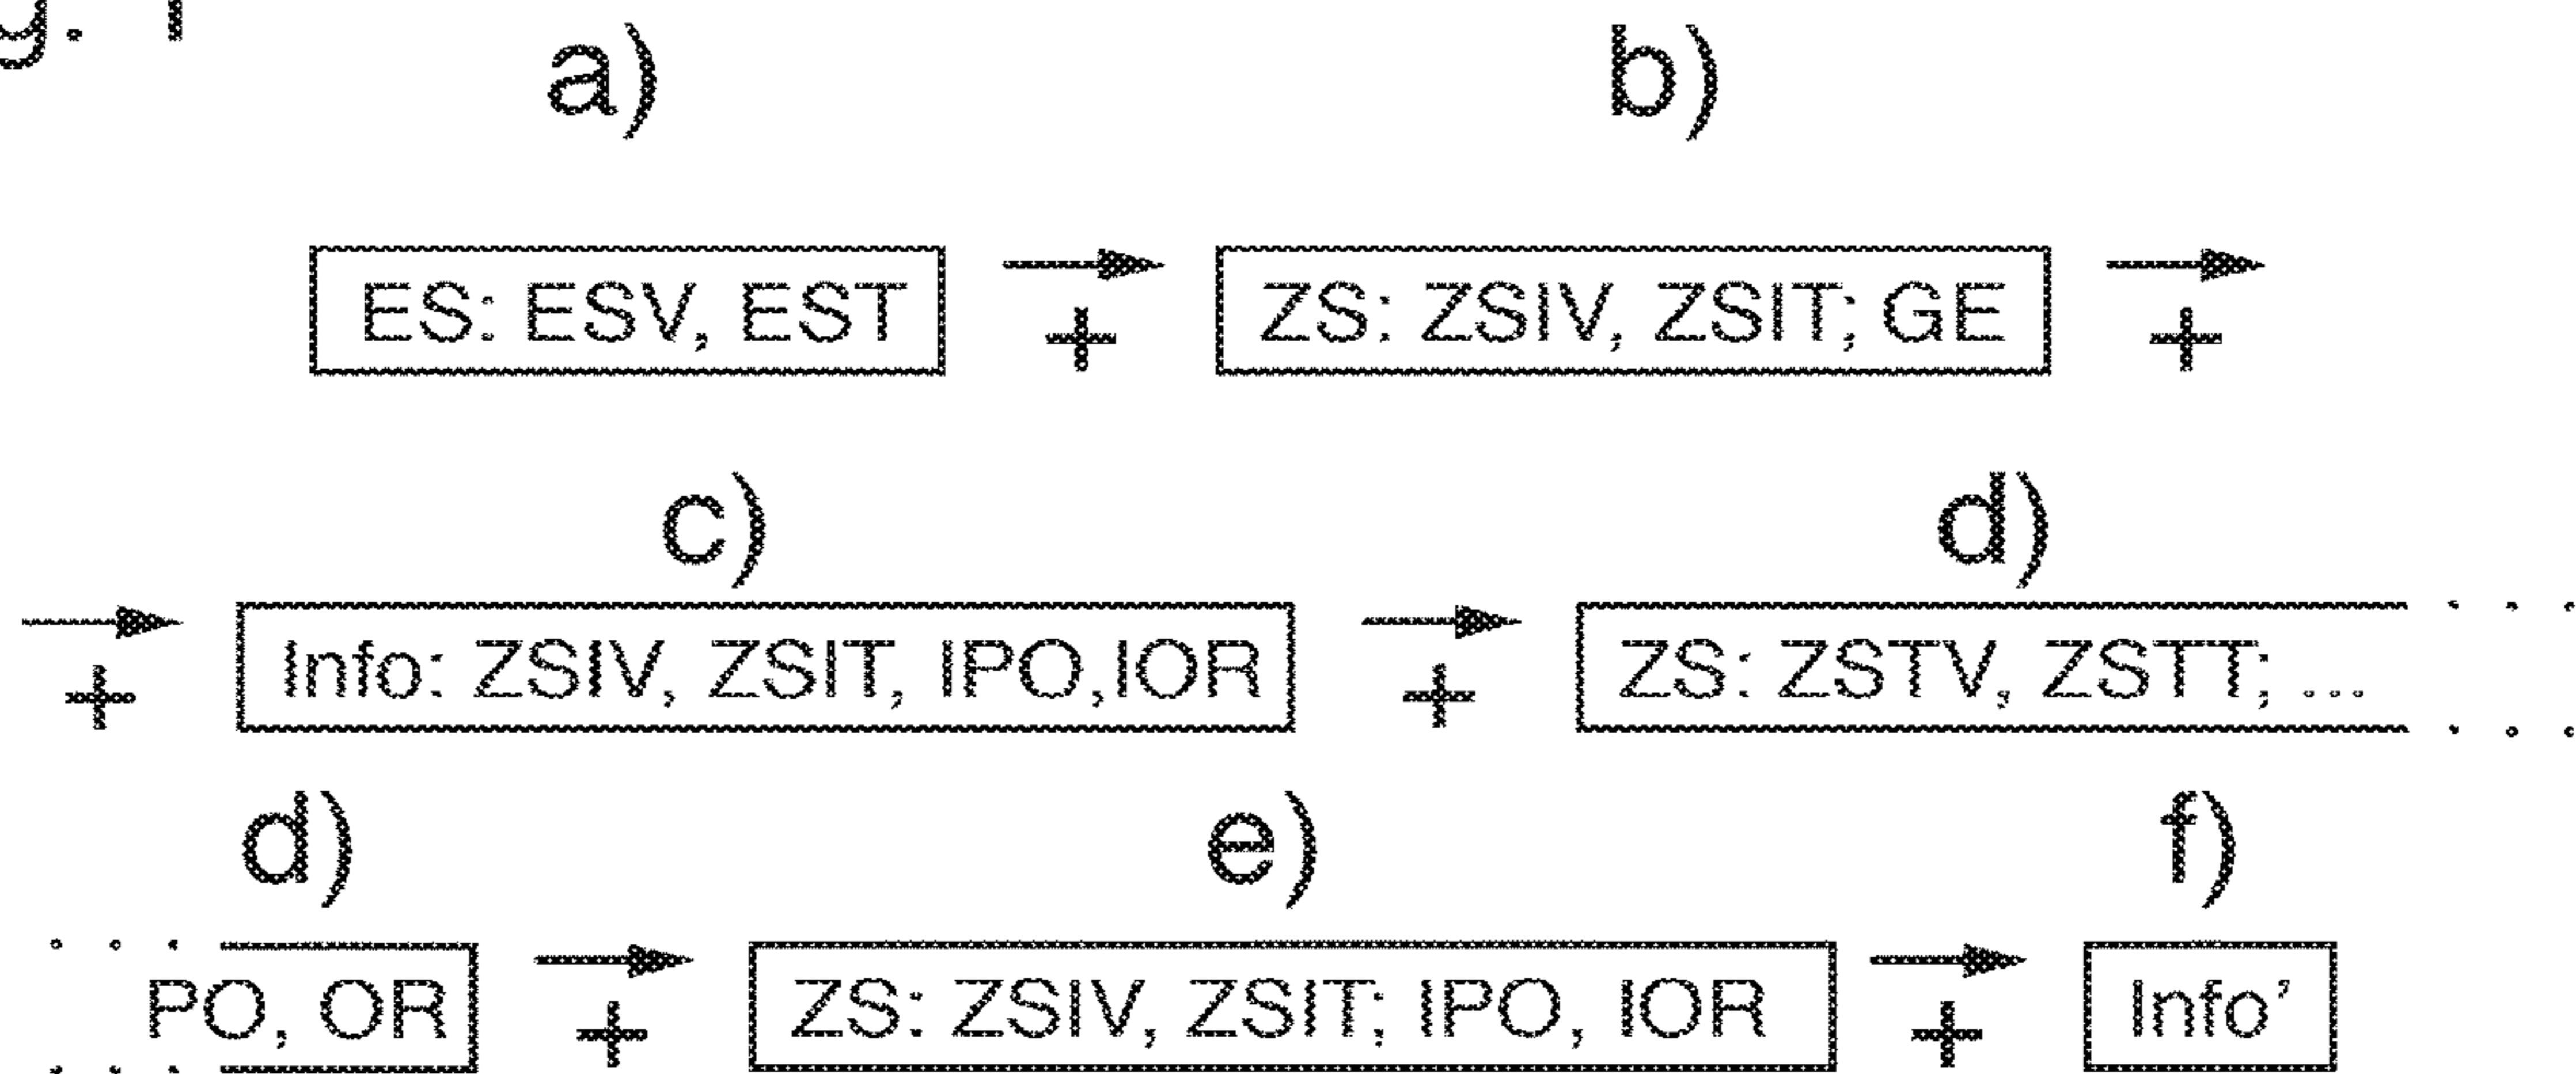 g. 1
a) b)
ES: ESV, EST + ZS: ZSIV, ZSIT; GE +
c) d)
+ Info: ZSIV, ZSIT, IPO,IOR + ZS: ZSTV, ZSTT; ...
d) e) f)
PO, OR + ZS: ZSIV, ZSIT; IPO, IOR + Info'